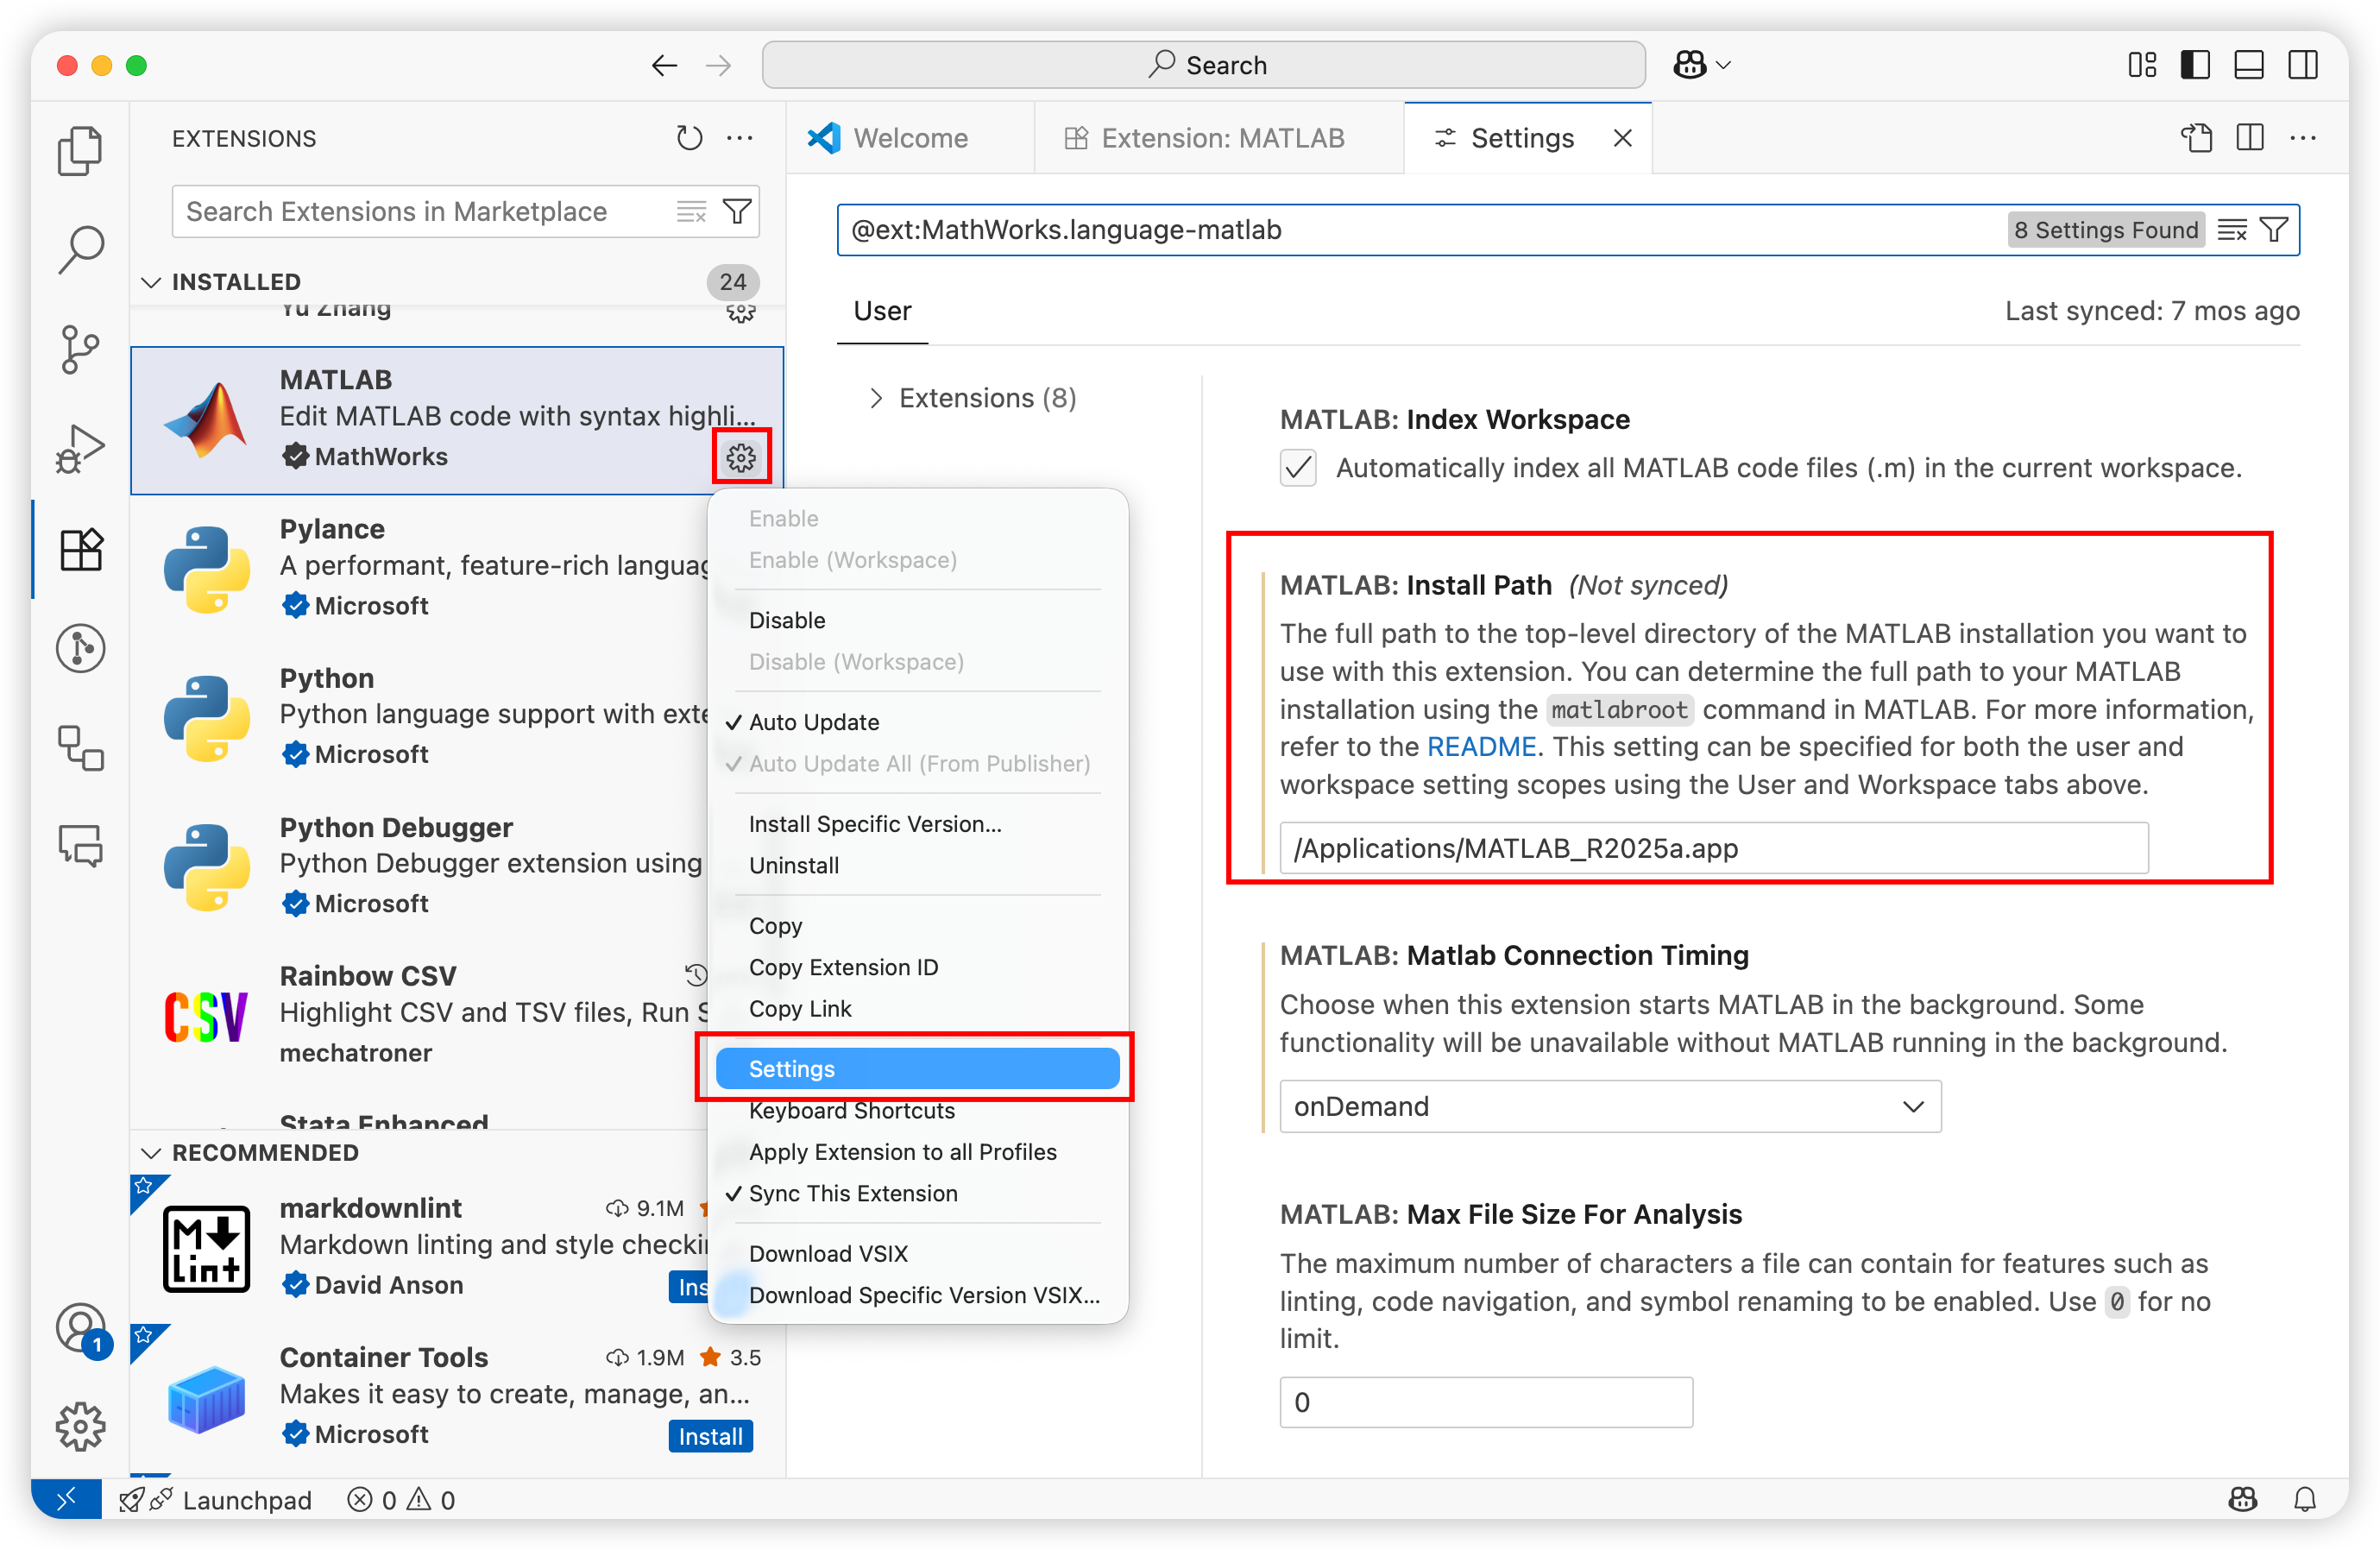 Search
EXTENSIONS
Search Extensions in Marketplace
INSTALLED
24
Yu Zhang
MATLAB
Edit MATLAB code with syntax highli...
MathWorks
Pylance
A performant, feature-rich languag
Microsoft
Python
Python language support with exte
Microsoft
Python Debugger
Python Debugger extension using
Microsoft
Rainbow CSV
Highlight CSV and TSV files, Run S
mechatroner
CSV
Stata Enhanced
RECOMMENDED
markdownlint
9.1M
Markdown linting and style checkin
David Anson
Ins
M
Lint
Container Tools
1.9M
3.5
Makes it easy to create, manage, an...
Microsoft
Install
1
Enable
Enable (Workspace)
Disable
Disable (Workspace)
Auto Update
Auto Update All (From Publisher)
Install Specific Version...
Uninstall
Copy
Copy Extension ID
Copy Link
Settings
Keyboard Shortcuts
Apply Extension to all Profiles
Sync This Extension
Download VSIX
Download Specific Version VSIX...
Welcome
Extension: MATLAB
Settings
@ext:MathWorks.language-matlab
8 Settings Found
User
Last synced: 7 mos ago
Extensions (8)
MATLAB: Index Workspace
Automatically index all MATLAB code files (.m) in the current workspace.
MATLAB: Install Path (Not synced)
The full path to the top-level directory of the MATLAB installation you want to
use with this extension. You can determine the full path to your MATLAB
installation using the matlabroot command in MATLAB. For more information,
refer to the README. This setting can be specified for both the user and
workspace setting scopes using the User and Workspace tabs above.
/Applications/MATLAB_R2025a.app
MATLAB: Matlab Connection Timing
Choose when this extension starts MATLAB in the background. Some
functionality will be unavailable without MATLAB running in the background.
onDemand
MATLAB: Max File Size For Analysis
The maximum number of characters a file can contain for features such as
linting, code navigation, and symbol renaming to be enabled. Use 0 for no
limit.
0
Launchpad
0
0